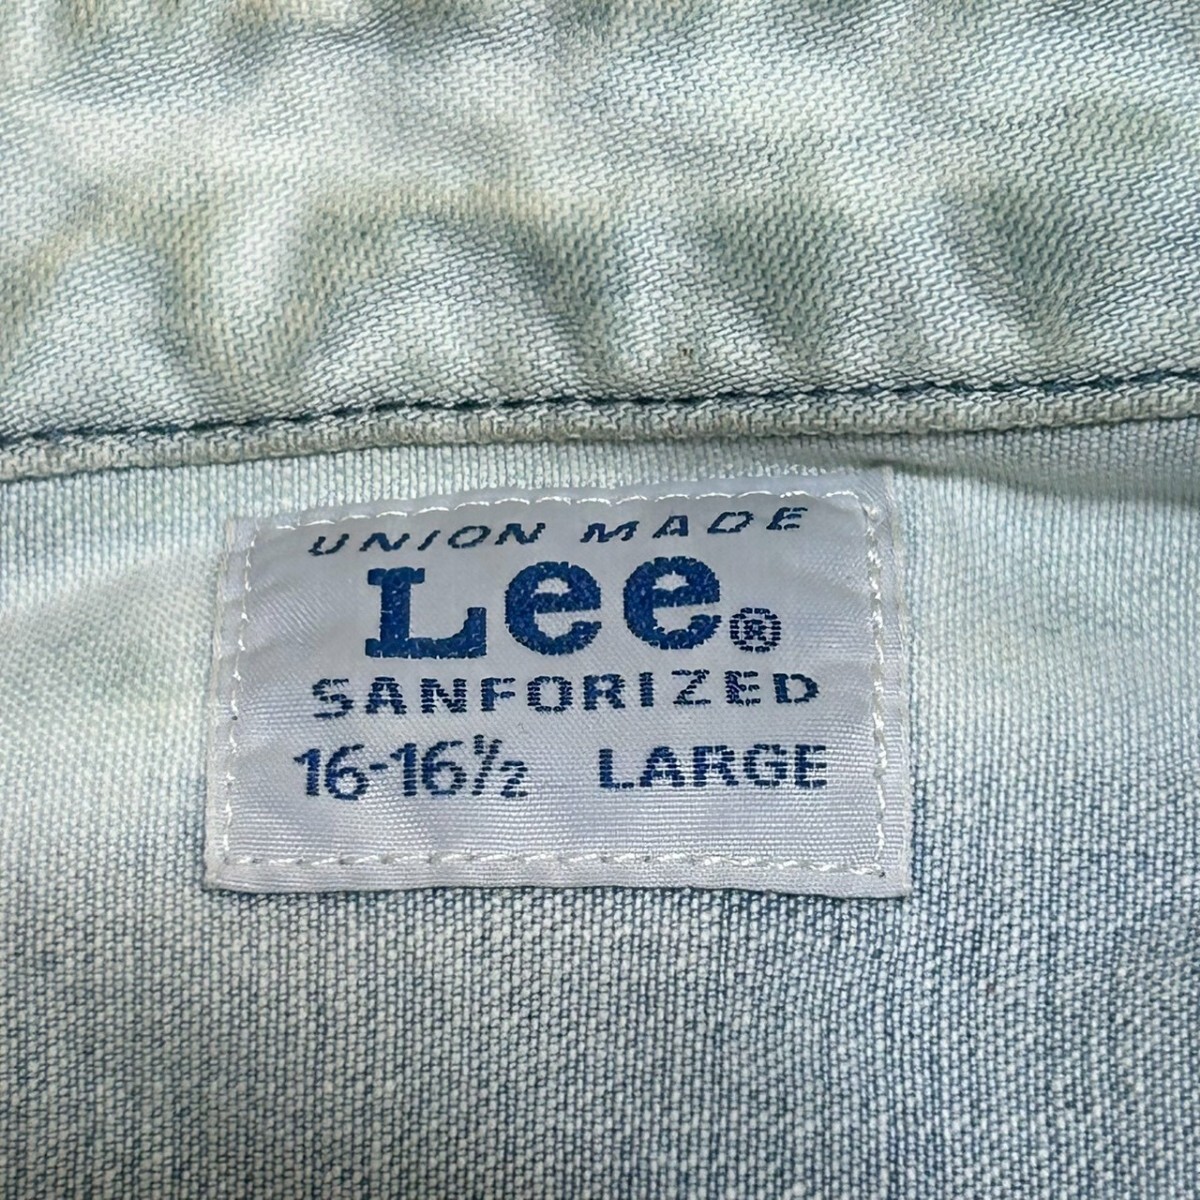 UNION MADE
Lee®
SANFORIZED
16-16½ LARGE